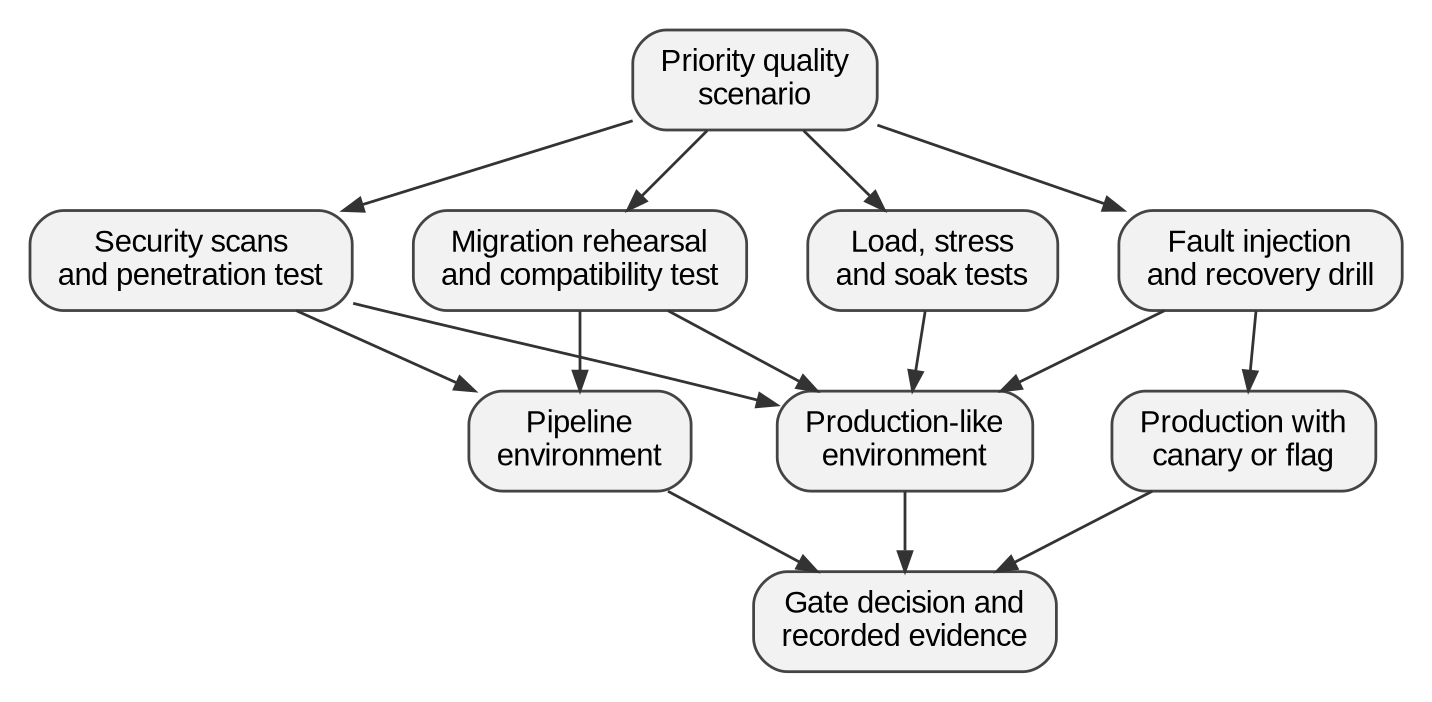 Priority quality
scenario
Security scans
and penetration test
Migration rehearsal
and compatibility test
Load, stress
and soak tests
Fault injection
and recovery drill
Pipeline
environment
Production-like
environment
Production with
canary or flag
Gate decision and
recorded evidence